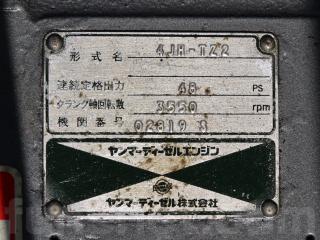 形式名 4JH-TZ2
連続定格出力 48 PS
クランク軸回転数 3550 rpm
機関番号 02819
ヤンマーディーゼルエンジン
ヤンマーディーゼル株式会社